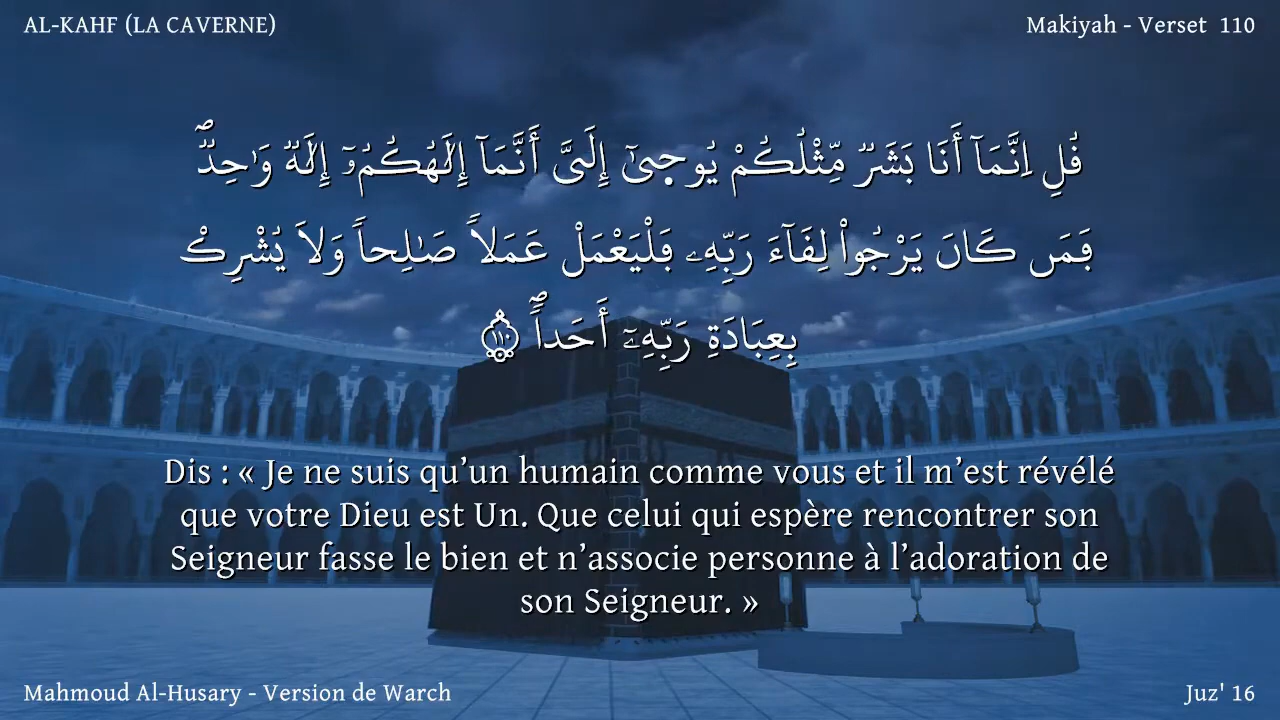 AL-KAHF (LA CAVERNE)
Makiyah - Verset 110
قُلِ اِنَّمَآ أَنَا بَشَرٞ مِّثْلُكُمْ يُوح۪ىٰٓ إِلَىَّ أَنَّمَآ إِلَٰهُكُمُۥٓ إِلَٰهٞ وَٰحِدٞۖ
فَمَن كَانَ يَرْجُواْ لِقَآءَ رَبِّهِۦ فَلْيَعْمَلْ عَمَلاٗ صَٰلِحاٗ وَلَا يُشْرِكْ
بِعِبَادَةِ رَبِّهِۦٓ أَحَداٗۖ ١١٠
Dis : « Je ne suis qu’un humain comme vous et il m’est révélé
que votre Dieu est Un. Que celui qui espère rencontrer son
Seigneur fasse le bien et n’associe personne à l’adoration de
son Seigneur. »
Mahmoud Al-Husary - Version de Warch
Juz' 16